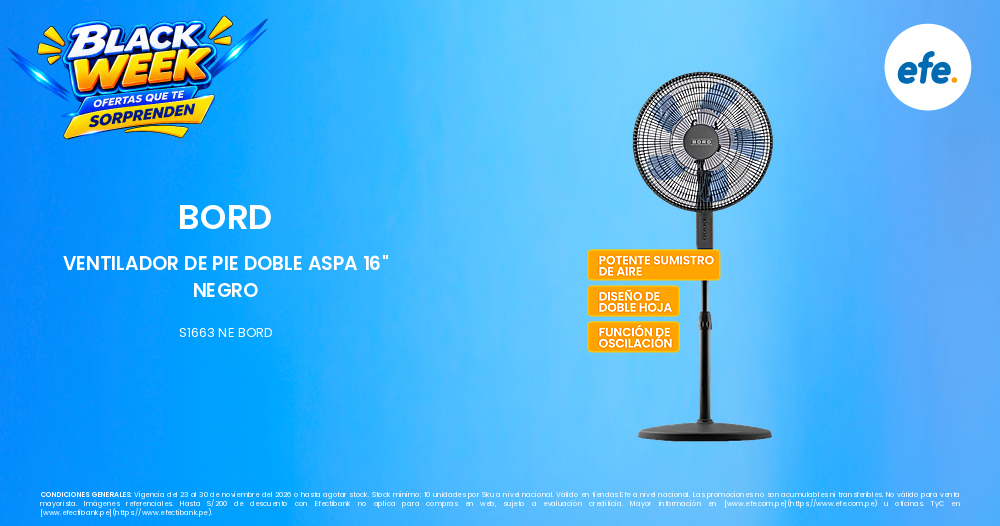 BLACK
WEEK
OFERTAS QUE TE
SORPRENDEN
efe.
BORD
BORD
VENTILADOR DE PIE DOBLE ASPA 16"
NEGRO
S1663 NE BORD
POTENTE SUMISTRO
DE AIRE
DISEÑO DE
DOBLE HOJA
FUNCIÓN DE
OSCILACIÓN
CONDICIONES GENERALES: Vigencia del 23 al 30 de noviembre del 2026 o hasta agotar stock. Stock mínimo: 10 unidades por Sku a nivel nacional. Válido en tiendas Efe a nivel nacional. Las promociones no son acumulables ni transferibles. No válido para venta
mayorista. Imágenes referenciales. Hasta S/200 de descuento con Efectibank no aplica para compras en web, sujeto a evaluación crediticia. Mayor información en [www.efe.com.pe](https://www.efe.com.pe) u oficinas. TyC en
[www.efectibank.pe](https://www.efectibank.pe).